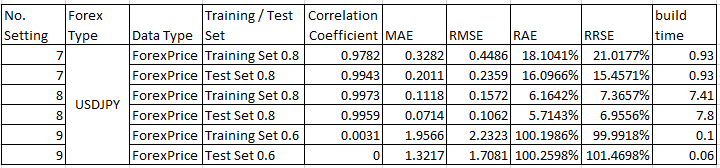 No. Setting Forex Type Data Type Training / Test Set Correlation Coefficient MAE RMSE RAE RRSE build time
7 USDJPY ForexPrice Training Set 0.8 0.9782 0.3282 0.4486 18.1041% 21.0177% 0.93
7 ForexPrice Test Set 0.8 0.9943 0.2011 0.2359 16.0966% 15.4571% 0.93
8 ForexPrice Training Set 0.8 0.9973 0.1118 0.1572 6.1642% 7.3657% 7.41
8 ForexPrice Test Set 0.8 0.9959 0.0714 0.1062 5.7143% 6.9556% 7.8
9 ForexPrice Training Set 0.6 0.0031 1.9566 2.2323 100.1986% 99.9918% 0.1
9 ForexPrice Test Set 0.6 0 1.3217 1.7081 100.2598% 101.4698% 0.06